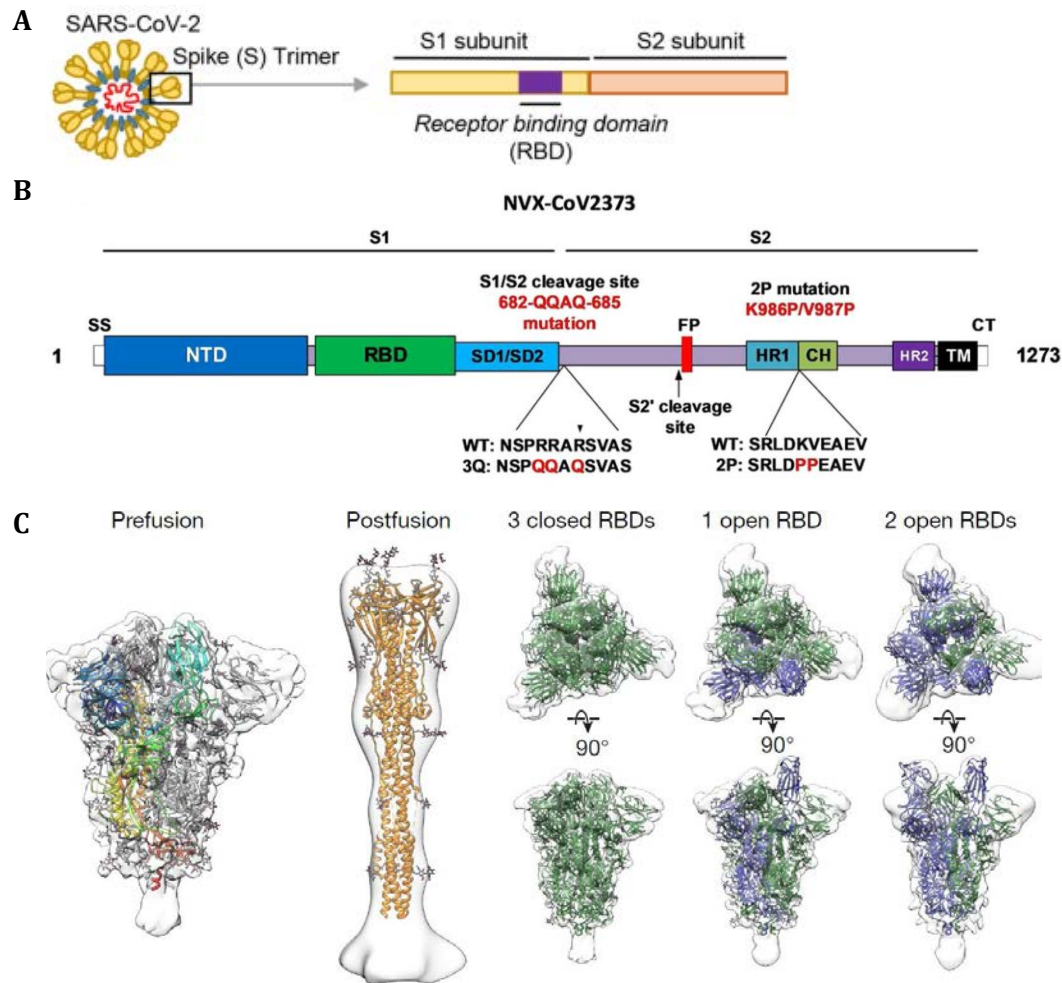 A
SARS-CoV-2
Spike (S) Trimer
S1 subunit
S2 subunit
Receptor binding domain
(RBD)
B
NVX-CoV2373
S1
S2
S1/S2 cleavage site
682-QQAQ-685
mutation
2P mutation
K986P/V987P
SS
FP
CT
1
NTD
RBD
SD1/SD2
HR1
CH
HR2
TM
1273
S2' cleavage
site
WT: NSPRRARSVAS
3Q: NSPQQAQSVAS
WT: SRLDKVEAEV
2P: SRLDPPEAEV
C
Prefusion
Postfusion
3 closed RBDs
1 open RBD
2 open RBDs
90°
90°
90°